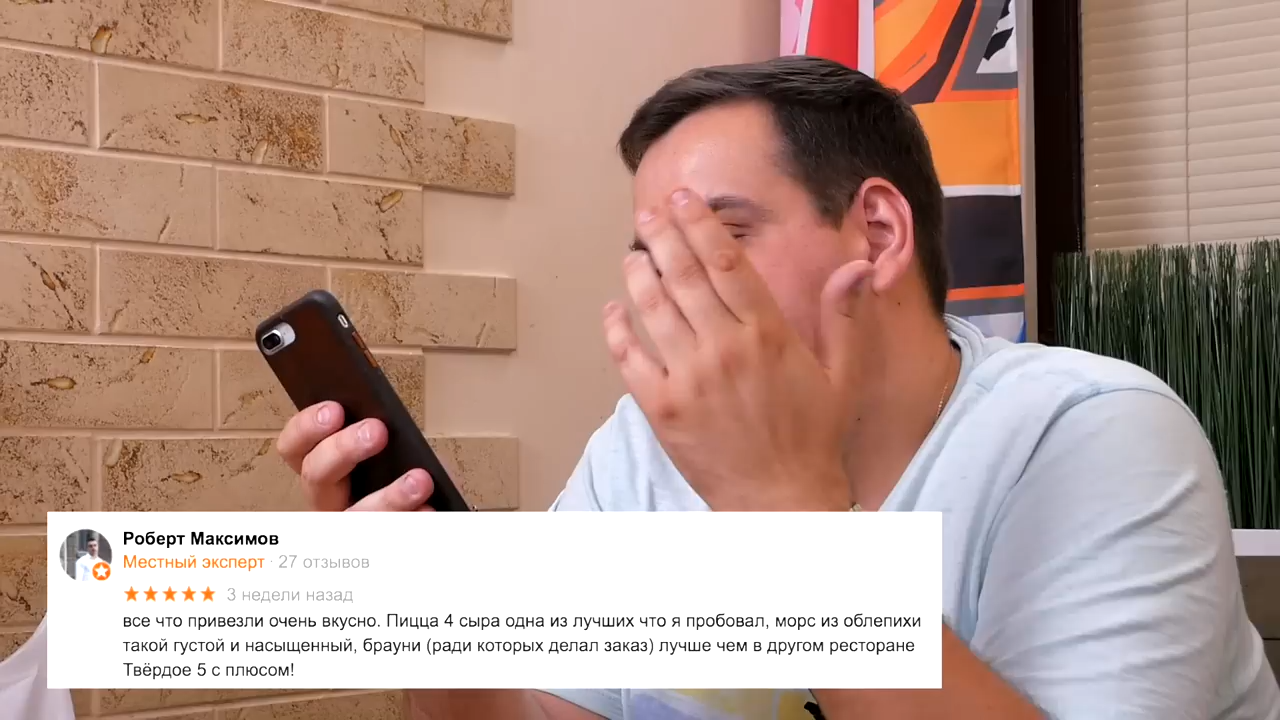 Роберт Максимов
Местный эксперт · 27 отзывов
3 недели назад
все что привезли очень вкусно. Пицца 4 сыра одна из лучших что я пробовал, морс из облепихи
такой густой и насыщенный, брауни (ради которых делал заказ) лучше чем в другом ресторане
Твёрдое 5 с плюсом!